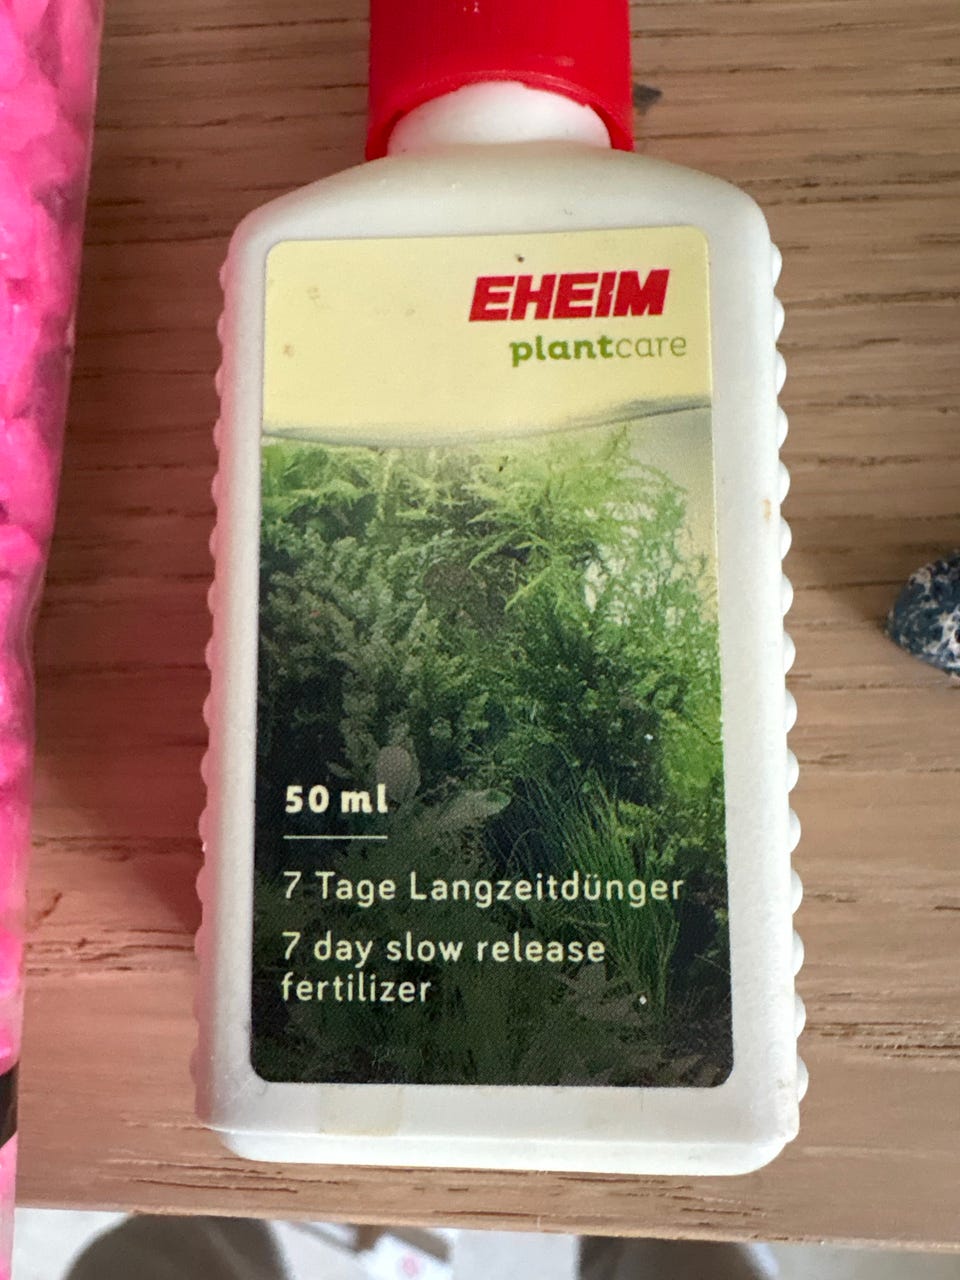 EHEIM
plantcare
50 ml
7 Tage Langzeitdünger
7 day slow release
fertilizer